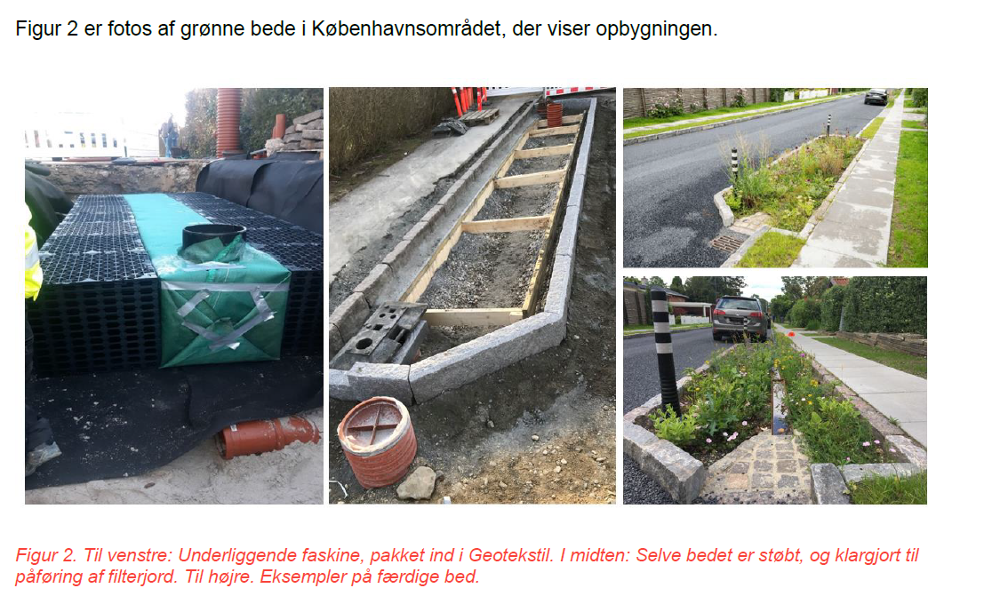 Figur 2 er fotos af grønne bede i Københavnsområdet, der viser opbygningen.
Figur 2. Til venstre: Underliggende faskine, pakket ind i Geotekstil. I midten: Selve bedet er støbt, og klargjort til
påføring af filterjord. Til højre. Eksempler på færdige bed.